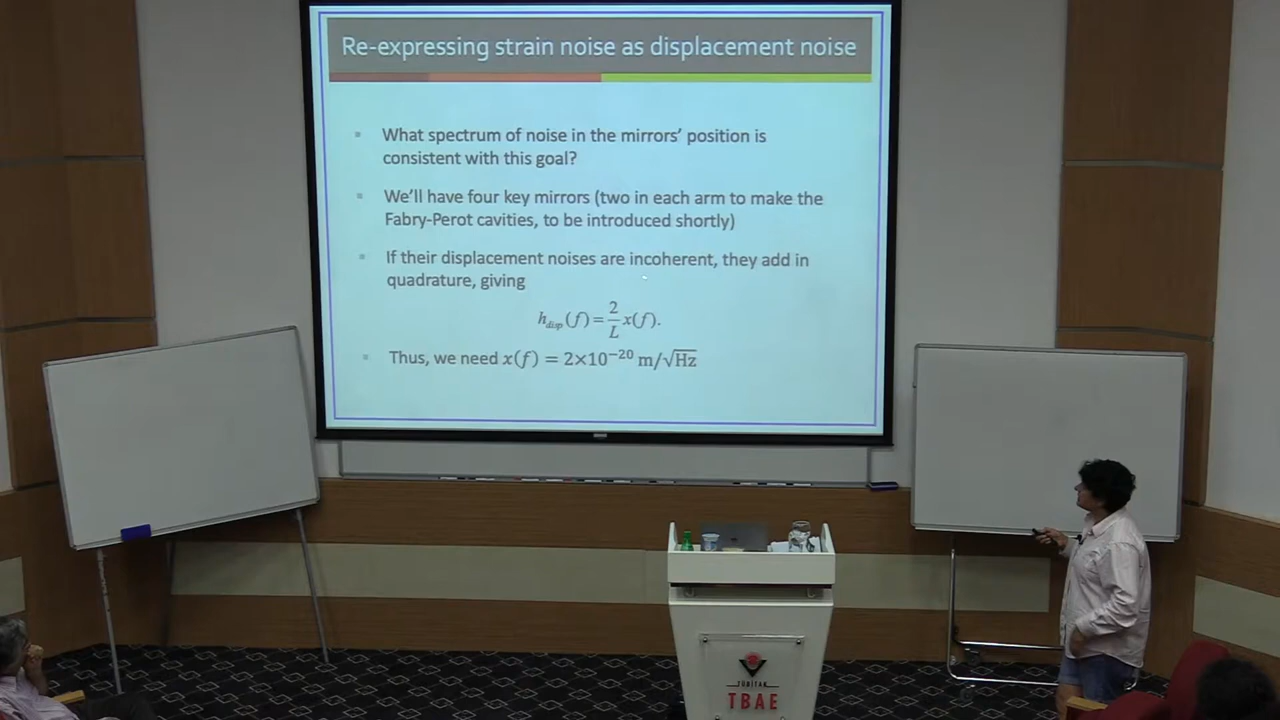 Re-expressing strain noise as displacement noise
▪ What spectrum of noise in the mirrors' position is
consistent with this goal?
▪ We'll have four key mirrors (two in each arm to make the
Fabry-Perot cavities, to be introduced shortly)
▪ If their displacement noises are incoherent, they add in
quadrature, giving
h_disp(f) = 2/L x(f).
▪ Thus, we need x(f) = 2×10⁻²⁰ m/√Hz
TÜBİTAK
TBAE